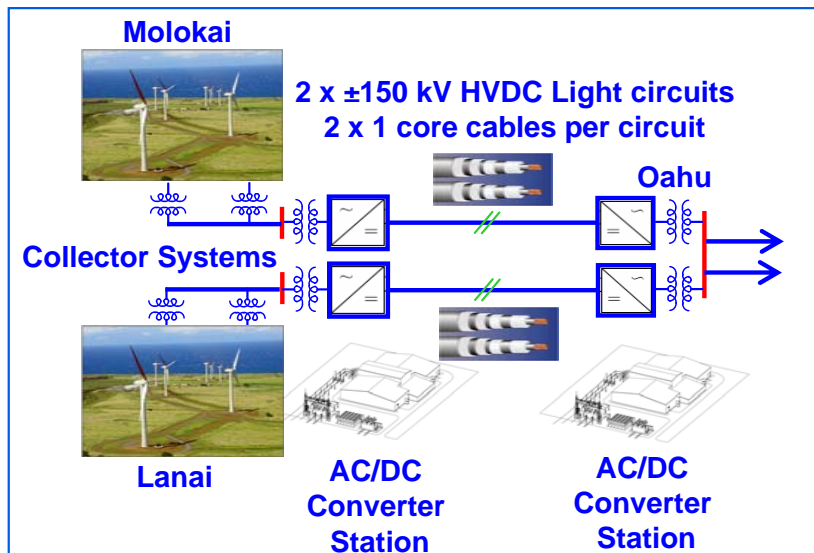 Molokai
2 x ±150 kV HVDC Light circuits
2 x 1 core cables per circuit
Oahu
Collector Systems
Lanai
AC/DC
Converter
Station
AC/DC
Converter
Station